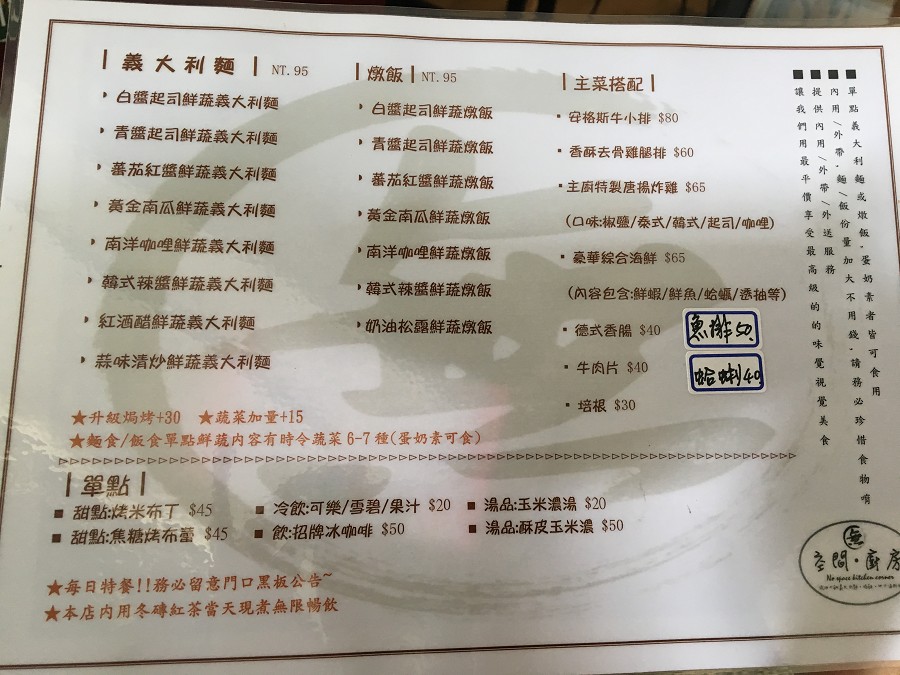 義大利麵 NT.95
白醬起司鮮蔬義大利麵
青醬起司鮮蔬義大利麵
蕃茄紅醬鮮蔬義大利麵
黃金南瓜鮮蔬義大利麵
南洋咖哩鮮蔬義大利麵
韓式辣醬鮮蔬義大利麵
紅酒醋鮮蔬義大利麵
蒜味清炒鮮蔬義大利麵
燉飯 NT.95
白醬起司鮮蔬燉飯
青醬起司鮮蔬燉飯
蕃茄紅醬鮮蔬燉飯
黃金南瓜鮮蔬燉飯
南洋咖哩鮮蔬燉飯
韓式辣醬鮮蔬燉飯
奶油松露鮮蔬燉飯
主菜搭配
安格斯牛小排 $80
香酥去骨雞腿排 $60
主廚特製唐揚炸雞 $65
(口味:椒鹽/泰式/韓式/起司/咖哩)
豪華綜合海鮮 $65
(內容包含:鮮蝦/鮮魚/蛤蠣/透抽等)
德式香腸 $40
魚排50.
牛肉片 $40
蛤蜊40
培根 $30
■單點義大利麵或燉飯,蛋奶素者皆可食用
■內用/外帶,麵/飯份量加大不用錢,請務必珍惜食物唷
■提供內用/外帶/外送服務
■讓我們用最平價享受最高級的的味覺視覺美食
★升級焗烤+30 ★蔬菜加量+15
★麵食/飯食單點鮮蔬內容有時令蔬菜6-7種(蛋奶素可食)
單點
■ 甜點:烤米布丁 $45
■ 甜點:焦糖烤布蕾 $45
■ 冷飲:可樂/雪碧/果汁 $20
■ 飲:招牌冰咖啡 $50
■ 湯品:玉米濃湯 $20
■ 湯品:酥皮玉米濃 $50
★每日特餐!!務必留意門口黑板公告~
★本店內用冬磚紅茶當天現煮無限暢飲
無
空間·廚房
No space kitchen corner